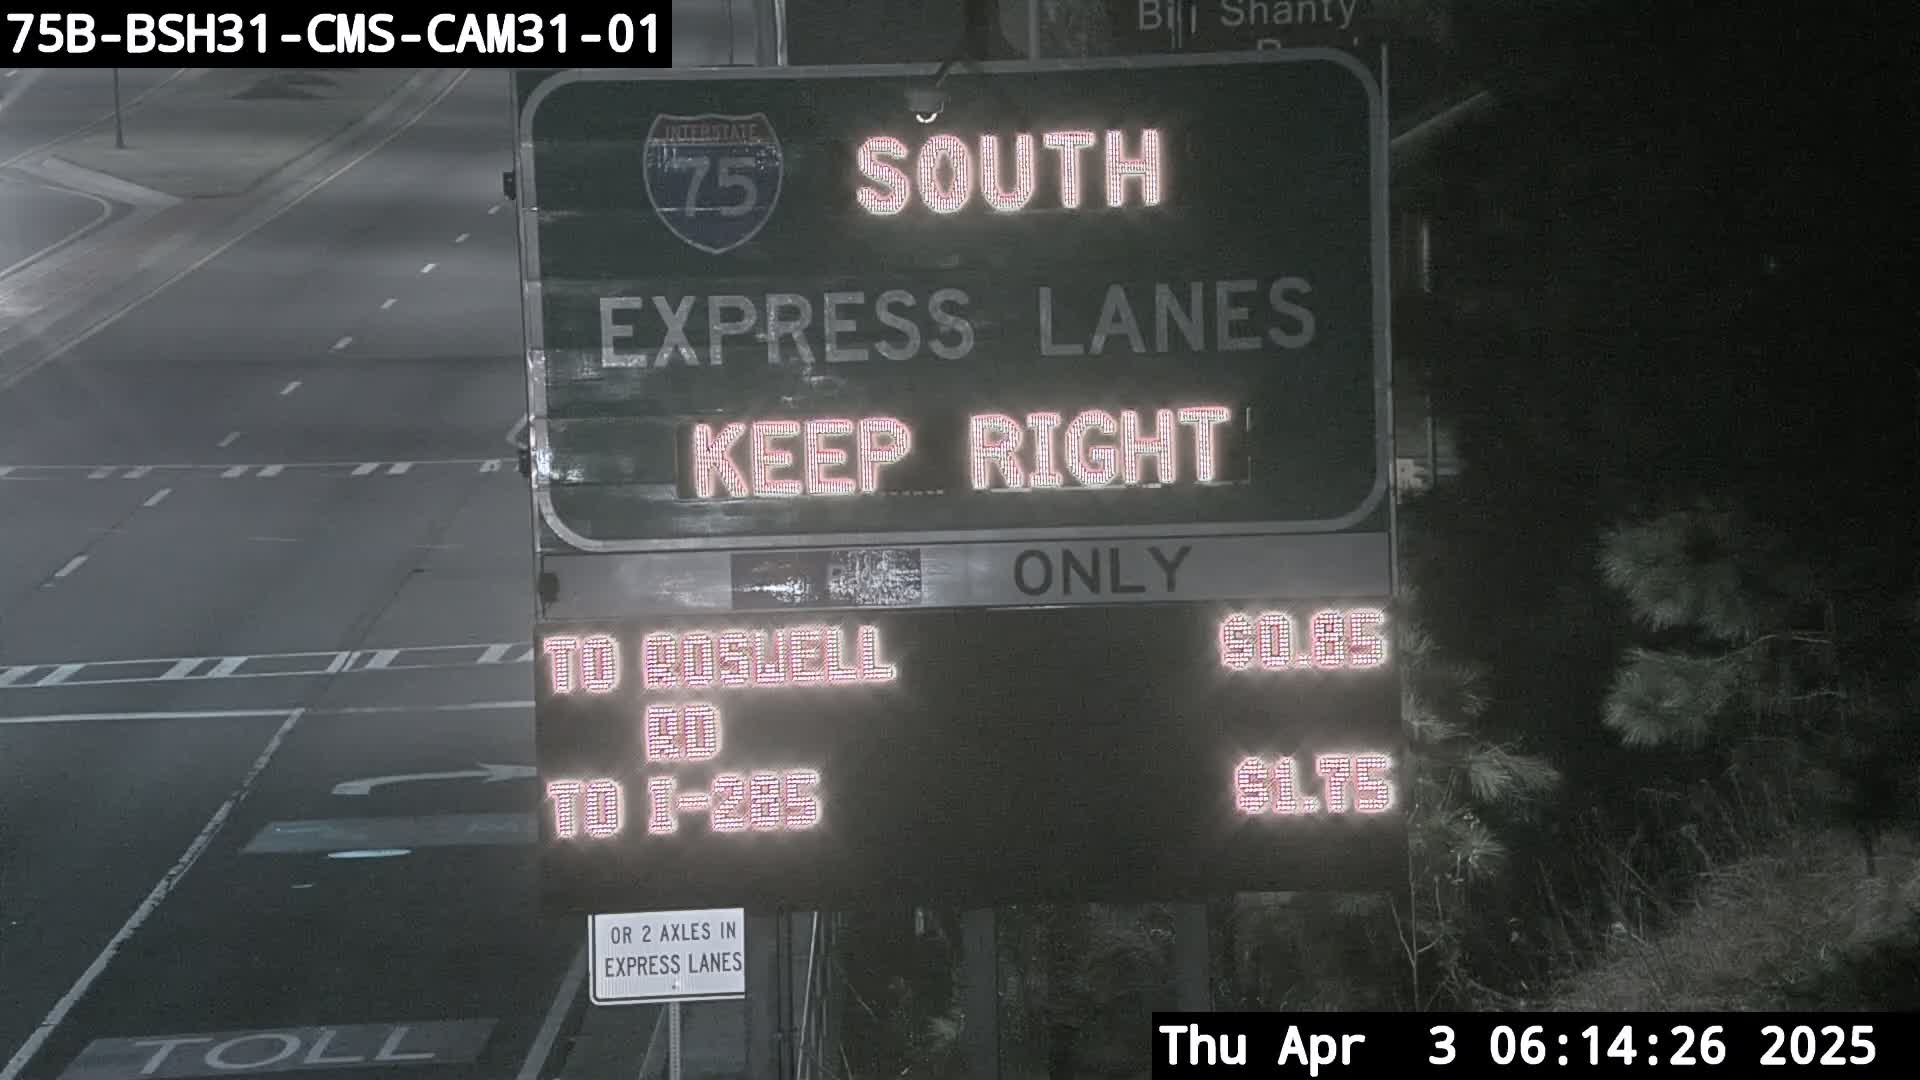 75B-BSH31-CMS-CAM31-01
Bill Shanty
INTERSTATE
75
SOUTH
EXPRESS LANES
KEEP RIGHT
ONLY
TO ROSWELL $0.85
RD
TO I-285 $1.75
OR 2 AXLES IN
EXPRESS LANES
TOLL
Thu Apr 3 06:14:26 2025